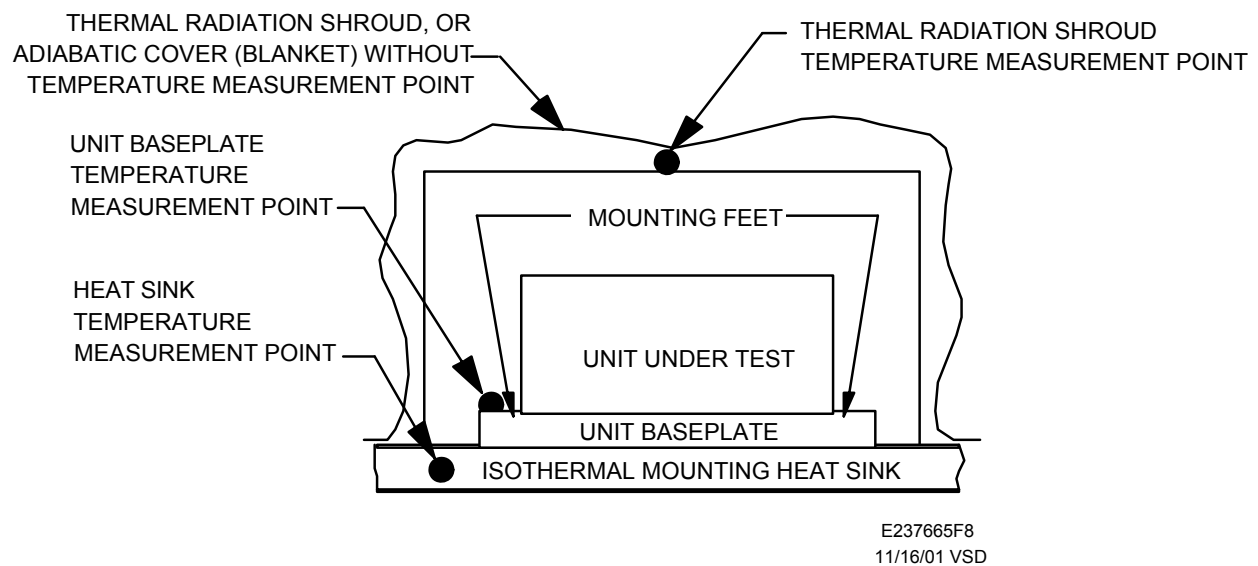 THERMAL RADIATION SHROUD, OR
ADIABATIC COVER (BLANKET) WITHOUT
TEMPERATURE MEASUREMENT POINT
THERMAL RADIATION SHROUD
TEMPERATURE MEASUREMENT POINT
UNIT BASEPLATE
TEMPERATURE
MEASUREMENT POINT
MOUNTING FEET
HEAT SINK
TEMPERATURE
MEASUREMENT POINT
UNIT UNDER TEST
UNIT BASEPLATE
ISOTHERMAL MOUNTING HEAT SINK
E237665F8
11/16/01 VSD